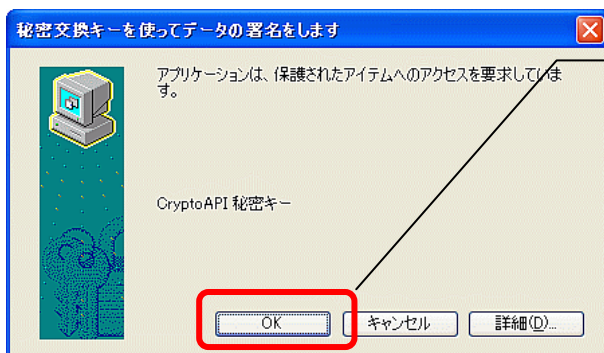 秘密交換キーを使ってデータの署名をします
アプリケーションは、保護されたアイテムへのアクセスを要求していま
す。
CryptoAPI 秘密キー
OK
キャンセル
詳細(D)...